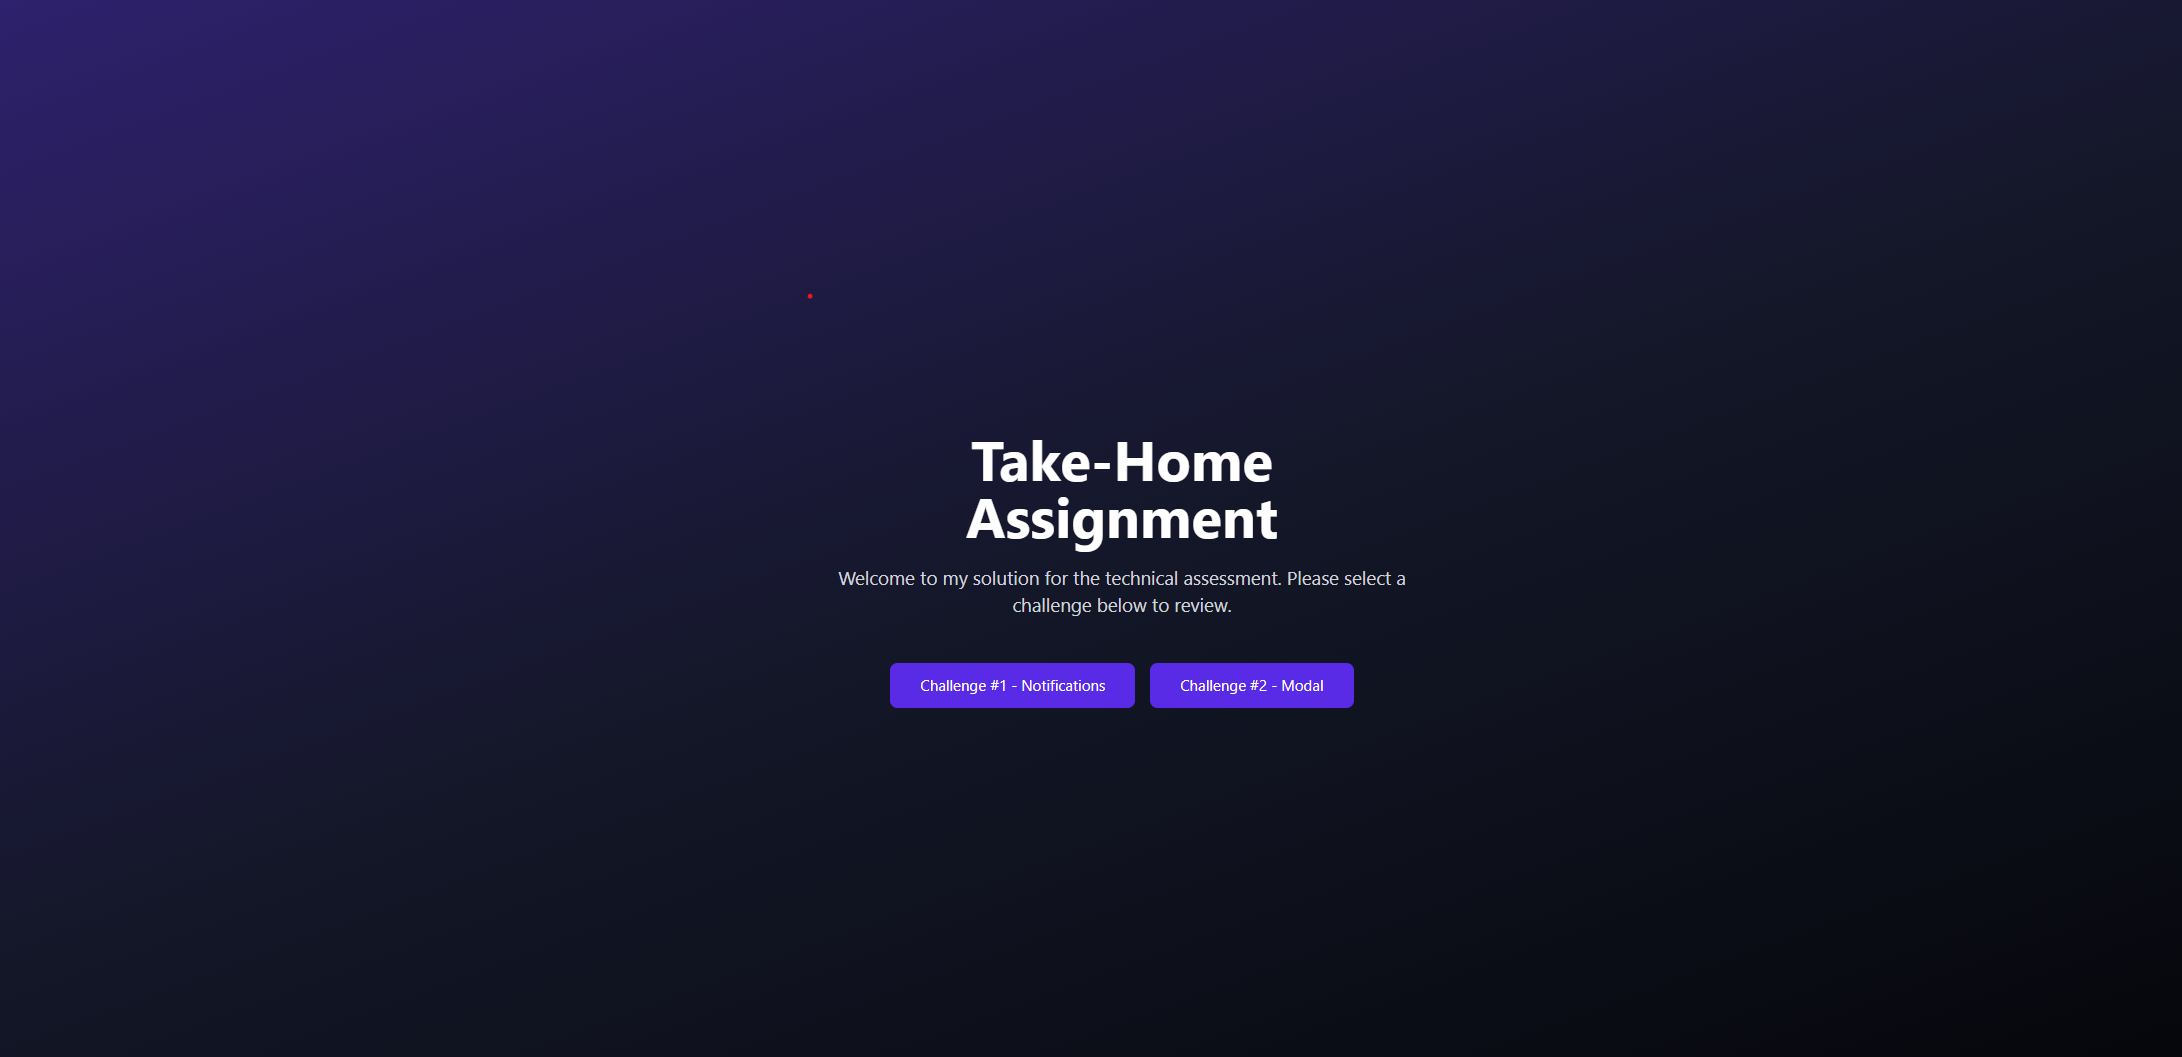 Take-Home
Assignment
Welcome to my solution for the technical assessment. Please select a
challenge below to review.
Challenge #1 - Notifications
Challenge #2 - Modal